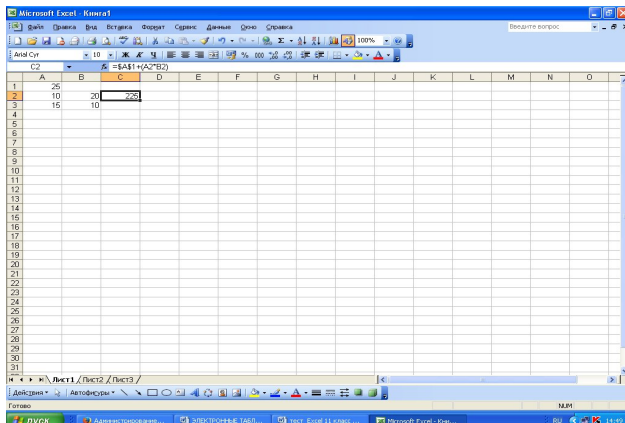 Microsoft Excel - Книга1
Файл Правка Вид Вставка Формат Сервис Данные Окно Справка Введите вопрос
100%
Arial Cyr 10 Ж К Ч % 000
C2 fx =$A$1+(A2*B2)
A B C D E F G H I J K L M N O
1 25
2 10 20 225
3 15 10
4
5
6
7
8
9
10
11
12
13
14
15
16
17
18
19
20
21
22
23
24
25
26
27
28
29
30
31
Лист1 Лист2 Лист3
Действия Автофигуры
Готово NUM
пуск Администрирование... ЭЛЕКТРОННЫЕ ТАБЛ... тест Excel 11 класс ... Microsoft Excel - Кни... RU 14:49